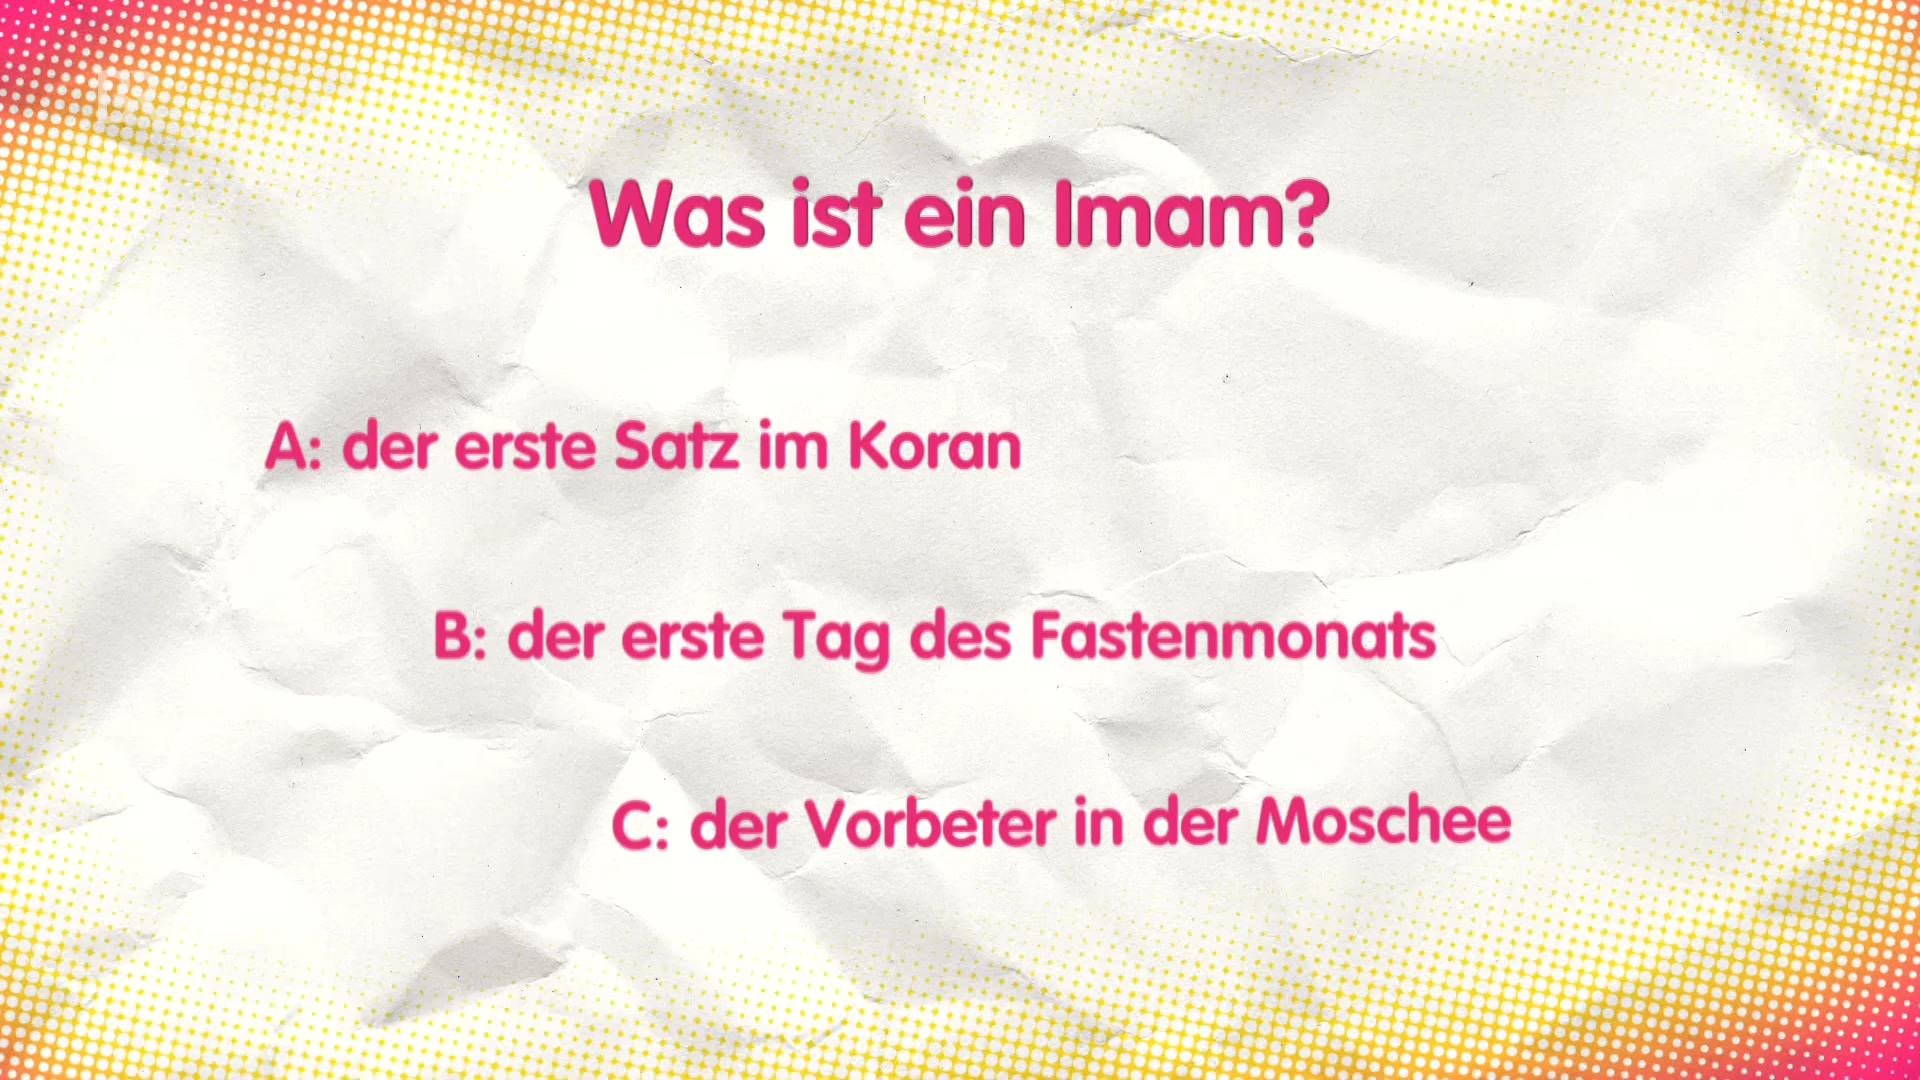 Was ist ein Imam?
A: der erste Satz im Koran
B: der erste Tag des Fastenmonats
C: der Vorbeter in der Moschee